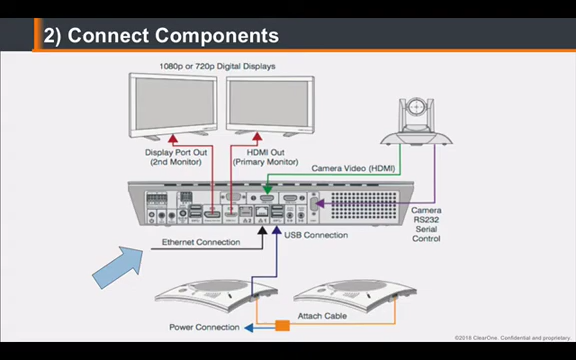 2) Connect Components
1080p or 720p Digital Displays
Display Port Out
(2nd Monitor)
HDMI Out
(Primary Monitor)
Camera Video (HDMI)
Camera
RS232
Serial
Control
Ethernet Connection
USB Connection
Attach Cable
Power Connection
©2018 ClearOne. Confidential and proprietary.